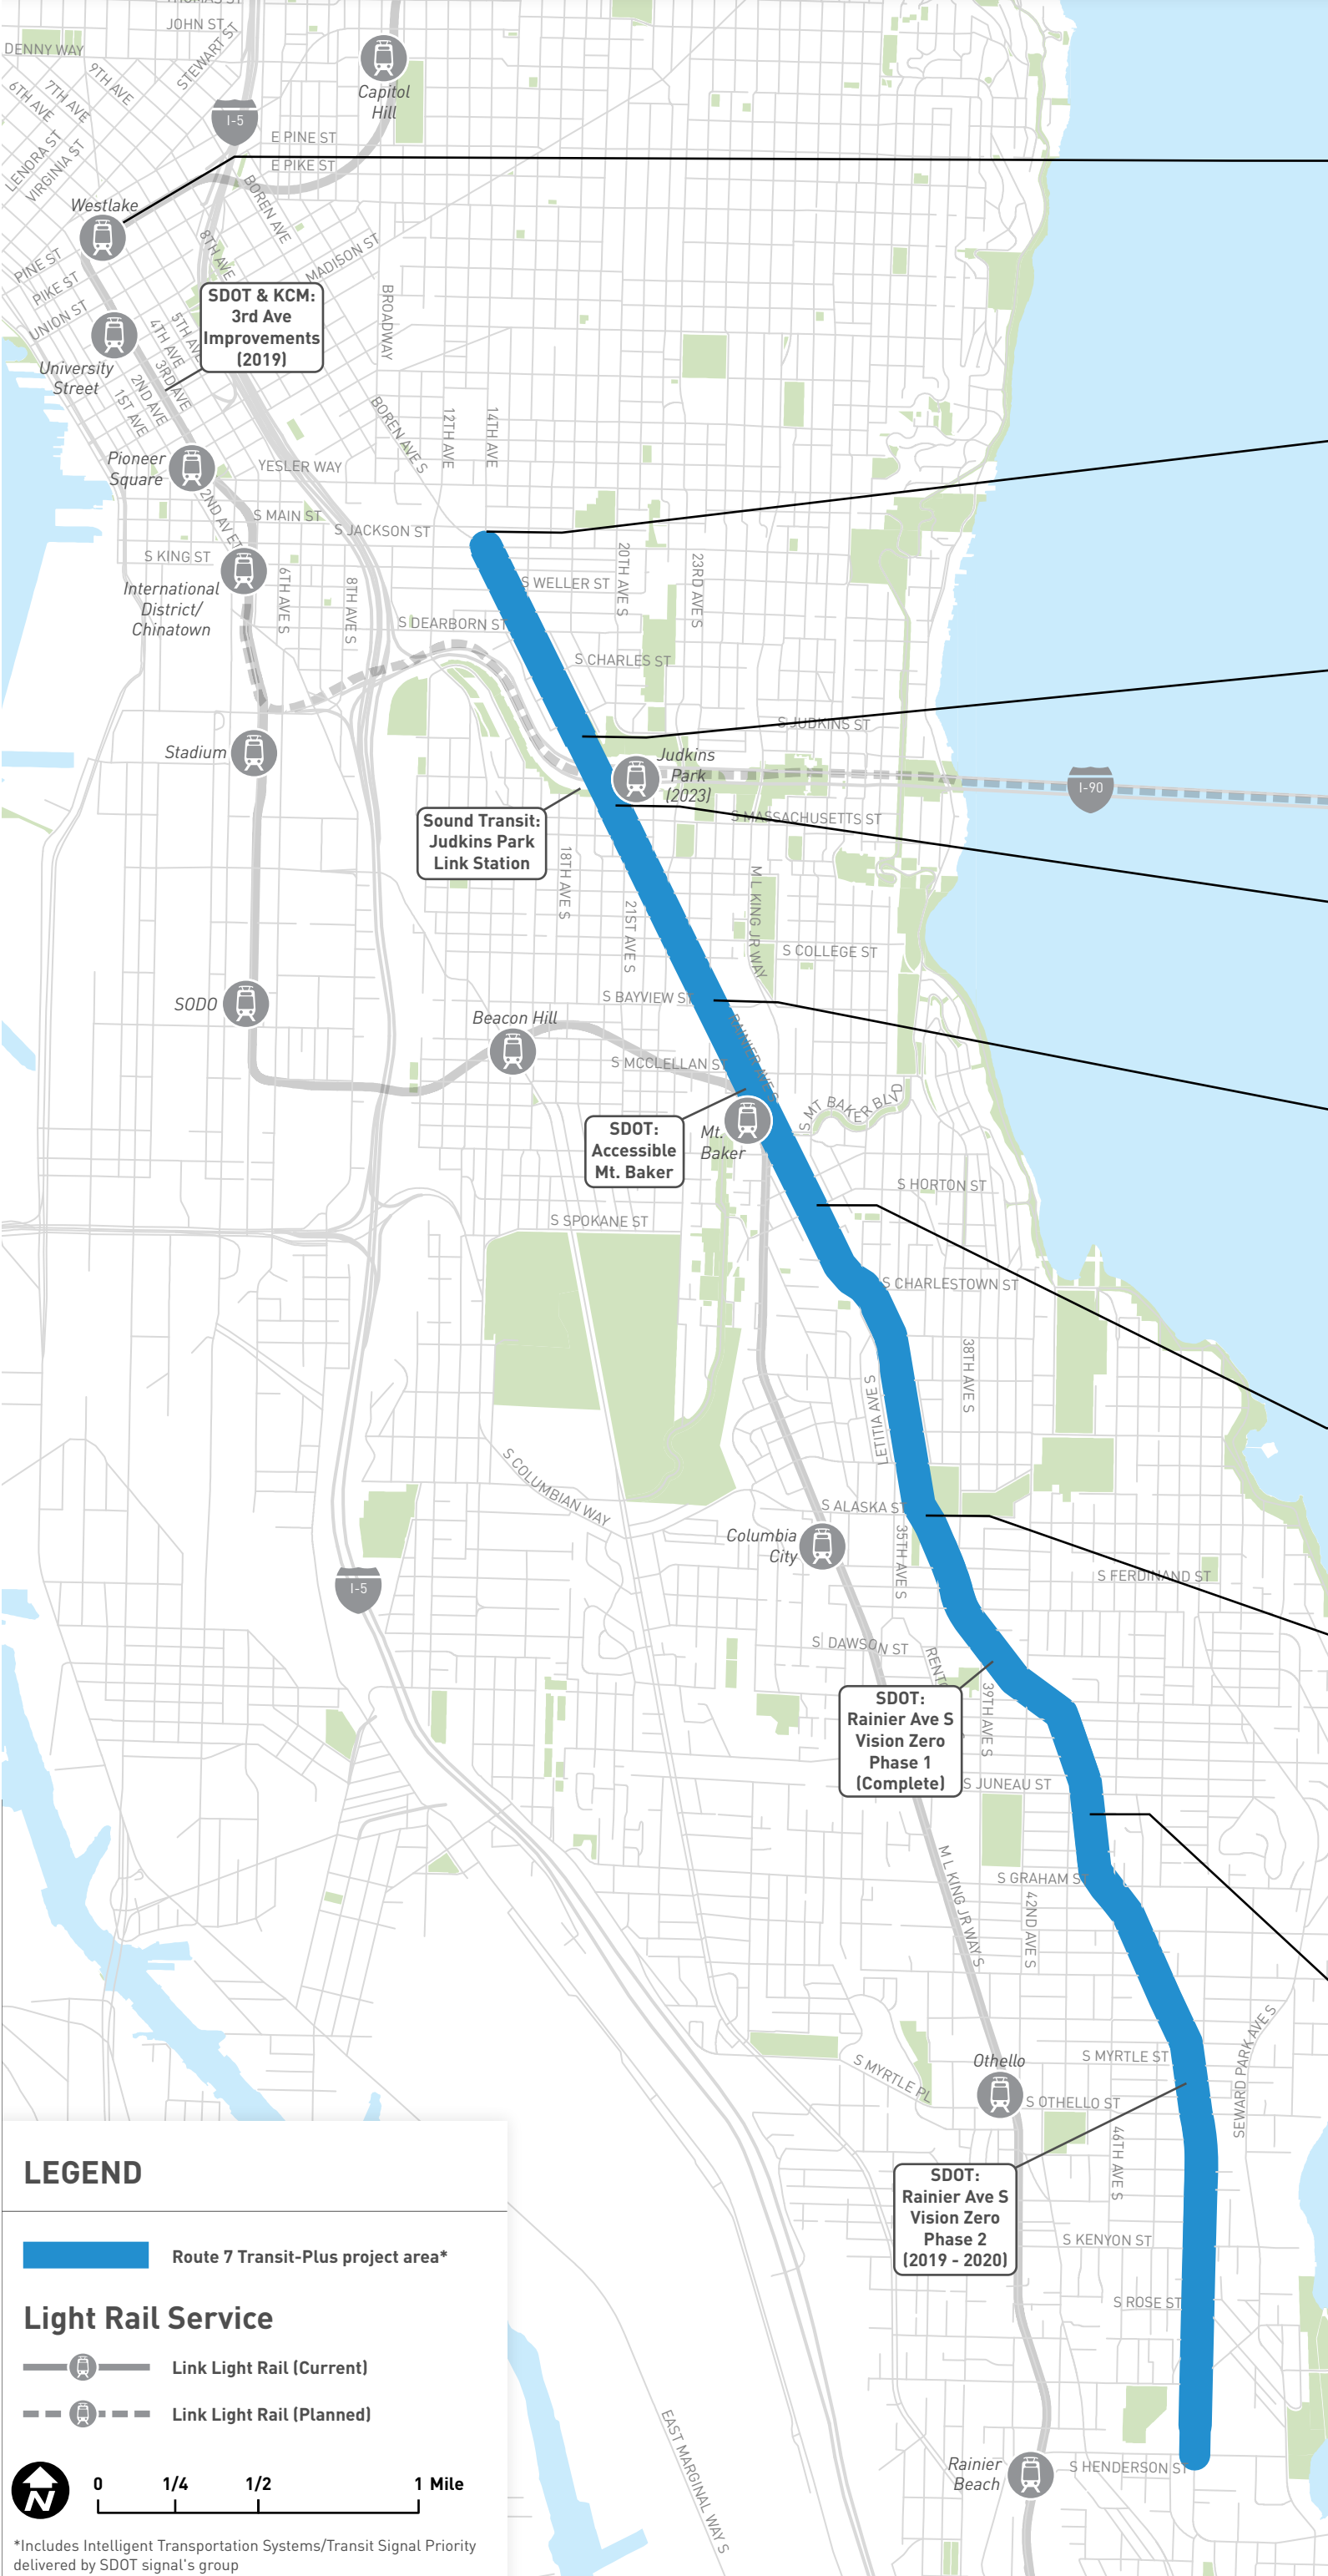 JOHN ST
DENNY WAY
STEWART ST
9TH AVE
7TH AVE
6TH AVE
Capitol
Hill
I-5
LENORA ST
VIRGINIA ST
E PINE ST
E PIKE ST
BOREN AVE
Westlake
8TH AVE
MADISON ST
PINE ST
PIKE ST
UNION ST
SDOT & KCM:
3rd Ave
Improvements
(2019)
BROADWAY
5TH AVE
4TH AVE
3RD AVE
2ND AVE
1ST AVE
University
Street
BOREN AVE S
12TH AVE
14TH AVE
Pioneer
Square
YESLER WAY
2ND AV ET
S MAIN ST
S JACKSON ST
S KING ST
International
District/
Chinatown
6TH AVE S
8TH AVE S
S WELLER ST
20TH AVE S
23RD AVE S
S DEARBORN ST
S CHARLES ST
S JUDKINS ST
Stadium
Judkins
Park
(2023)
I-90
S MASSACHUSETTS ST
Sound Transit:
Judkins Park
Link Station
18TH AVE S
21ST AVE S
M L KING JR WAY
S COLLEGE ST
SODO
S BAYVIEW ST
Beacon Hill
RAINIER AVE S
S MCCLELLAN ST
S MT BAKER BLVD
SDOT:
Accessible
Mt. Baker
Mt.
Baker
S HORTON ST
S SPOKANE ST
S CHARLESTOWN ST
38TH AVE S
LETITIA AVE S
S COLUMBIAN WAY
S ALASKA ST
Columbia
City
35TH AVE S
I-5
S FERDINAND ST
S DAWSON ST
39TH AVE S
SDOT:
Rainier Ave S
Vision Zero
Phase 1
(Complete)
S JUNEAU ST
M L KING JR WAY S
S GRAHAM ST
42ND AVE S
SEWARD PARK AVE S
S MYRTLE PL
Othello
S MYRTLE ST
S OTHELLO ST
46TH AVE S
SDOT:
Rainier Ave S
Vision Zero
Phase 2
(2019 - 2020)
S KENYON ST
S ROSE ST
EAST MARGINAL WAY S
Rainier
Beach
S HENDERSON ST
LEGEND
Route 7 Transit-Plus project area*
Light Rail Service
Link Light Rail (Current)
Link Light Rail (Planned)
N
0 1/4 1/2 1 Mile
*Includes Intelligent Transportation Systems/Transit Signal Priority
delivered by SDOT signal's group